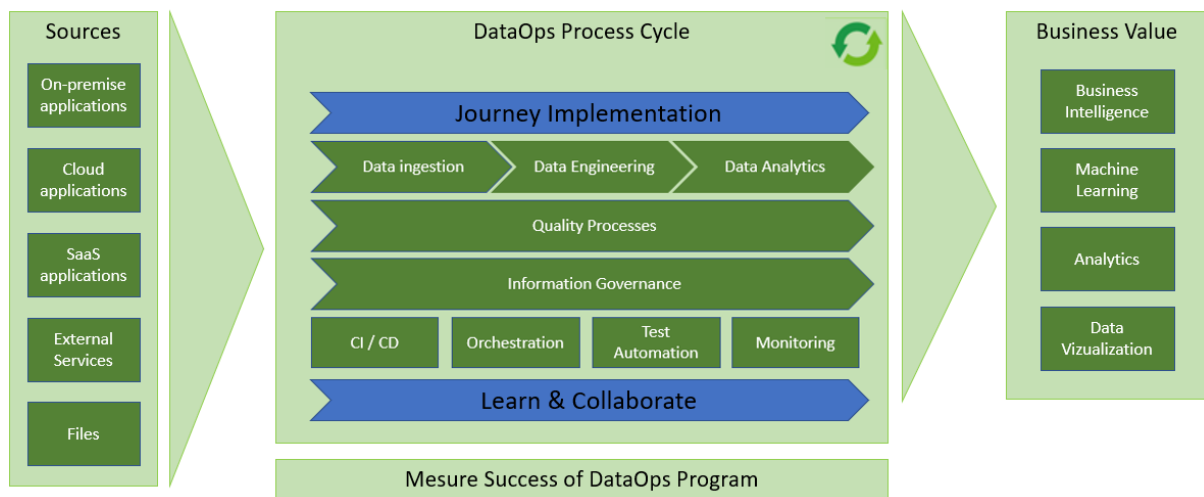 Sources
On-premise
applications
Cloud
applications
SaaS
applications
External
Services
Files
DataOps Process Cycle
Journey Implementation
Data ingestion
Data Engineering
Data Analytics
Quality Processes
Information Governance
CI / CD
Orchestration
Test
Automation
Monitoring
Learn & Collaborate
Mesure Success of DataOps Program
Business Value
Business
Intelligence
Machine
Learning
Analytics
Data
Vizualization